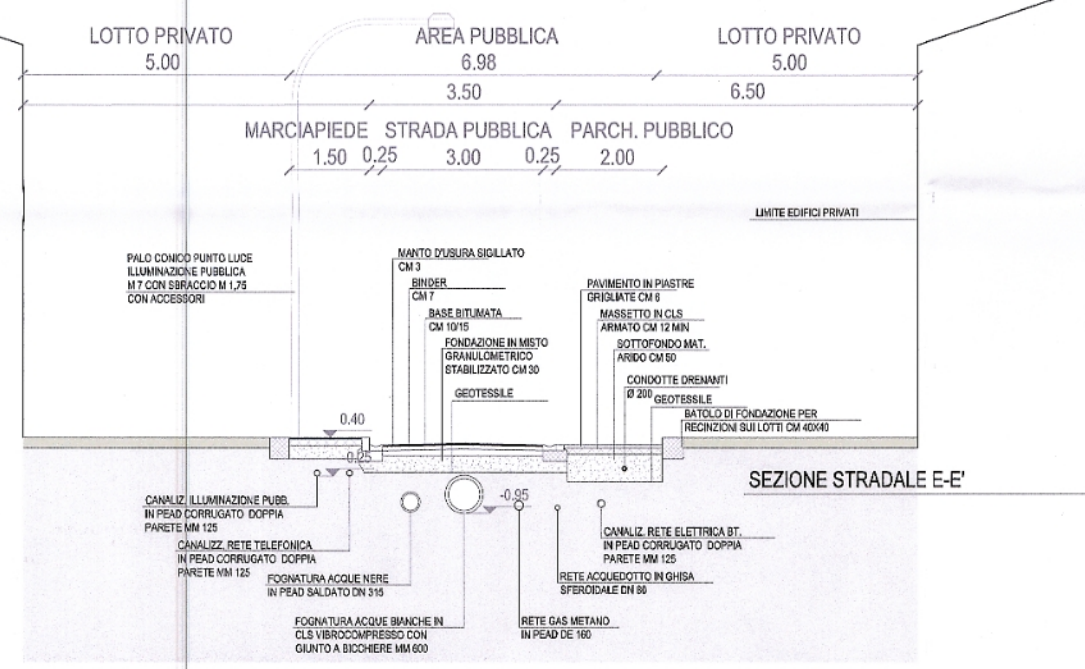 LOTTO PRIVATO AREA PUBBLICA LOTTO PRIVATO
5.00 6.98 5.00
3.50 6.50
MARCIAPIEDE STRADA PUBBLICA PARCH. PUBBLICO
1.50 0.25 3.00 0.25 2.00
LIMITE EDIFICI PRIVATI
PALO CONICO PUNTO LUCE
ILLUMINAZIONE PUBBLICA
M 7 CON SBRACCIO M 1,75
CON ACCESSORI
MANTO D'USURA SIGILLATO
CM 3
BINDER
CM 7
BASE BITUMATA
CM 10/15
FONDAZIONE IN MISTO
GRANULOMETRICO
STABILIZZATO CM 30
GEOTESSILE
PAVIMENTO IN PIASTRE
GRIGLIATE CM 6
MASSETTO IN CLS
ARMATO CM 12 MIN
SOTTOFONDO MAT.
ARIDO CM 50
CONDOTTE DRENANTI
Ø 200
GEOTESSILE
BATOLO DI FONDAZIONE PER
RECINZIONI SUI LOTTI CM 40X40
0.40
0.25
-0.95
SEZIONE STRADALE E-E'
CANALIZ. ILLUMINAZIONE PUBB.
IN PEAD CORRUGATO DOPPIA
PARETE MM 125
CANALIZZ. RETE TELEFONICA
IN PEAD CORRUGATO DOPPIA
PARETE MM 125
FOGNATURA ACQUE NERE
IN PEAD SALDATO DN 315
FOGNATURA ACQUE BIANCHE IN
CLS VIBROCOMPRESSO CON
GIUNTO A BICCHIERE MM 600
RETE GAS METANO
IN PEAD DE 160
RETE ACQUEDOTTO IN GHISA
SFEROIDALE DN 80
CANALIZ. RETE ELETTRICA BT.
IN PEAD CORRUGATO DOPPIA
PARETE MM 125